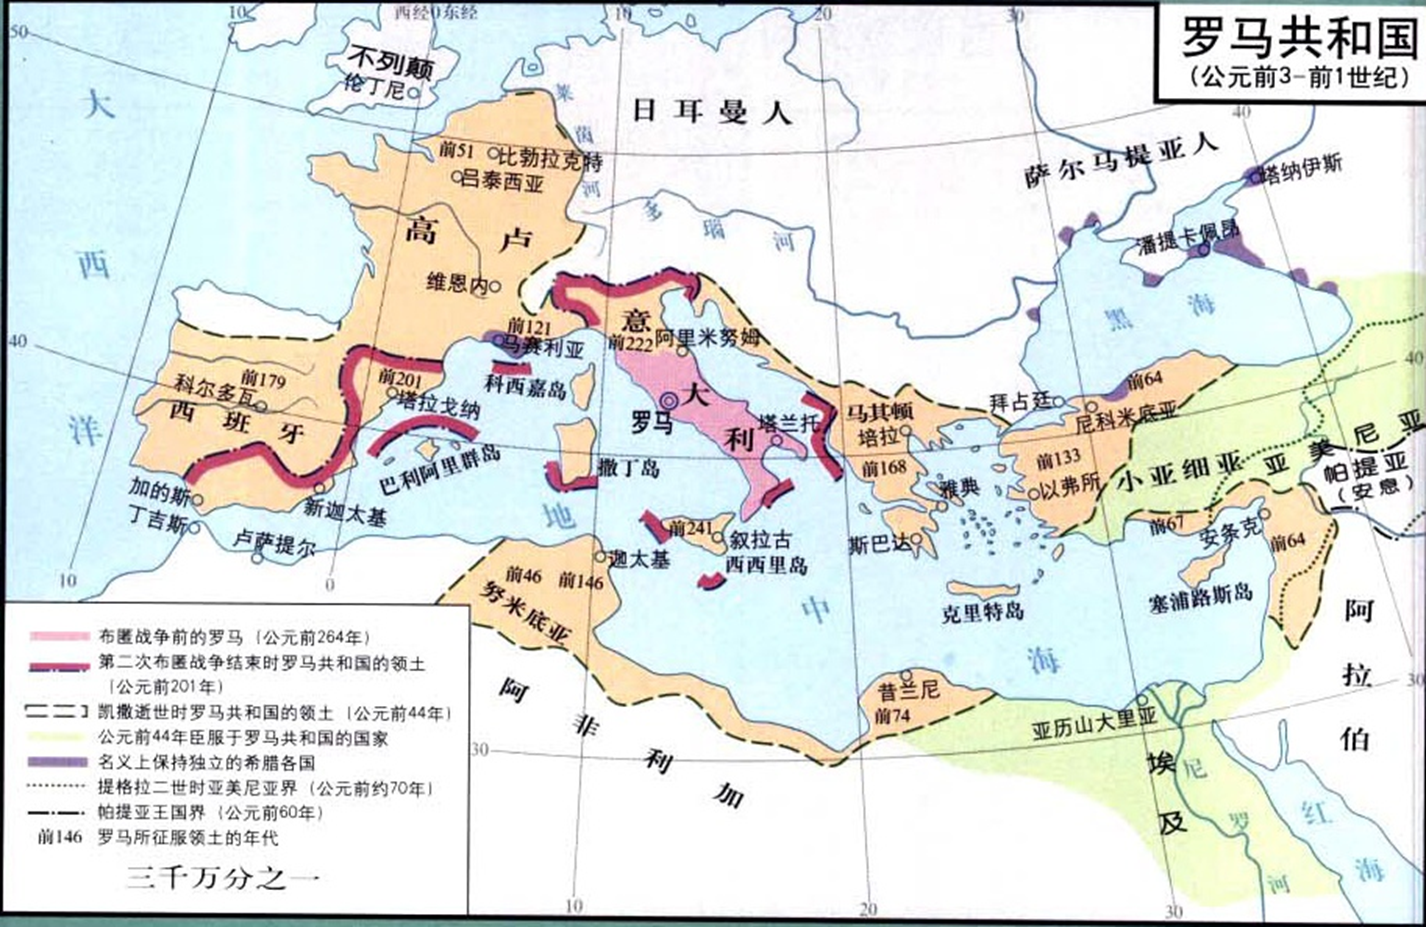 罗马共和国
(公元前3-前1世纪)
10
西经0东经
10
20
30
40
50
40
10
0
30
10
20
30
40
30
大
西
洋
不列颠
伦丁尼
莱
茵
河
日耳曼人
萨尔马提亚人
塔纳伊斯
潘提卡佩昂
前51
比勃拉克特
吕泰西亚
高卢
维恩内
多瑙河
黑海
前121
马赛利亚
意大利
前222
阿里米努姆
罗马
塔兰托
科西嘉岛
前179
科尔多瓦
西班牙
前201
塔拉戈纳
巴利阿里群岛
撒丁岛
加的斯
丁吉斯
新迦太基
卢萨提尔
地中海
前241
叙拉古
西西里岛
迦太基
前46
前146
努米底亚
马其顿
培拉
前168
雅典
斯巴达
克里特岛
拜占廷
前64
尼科米底亚
前133
以弗所
小亚细亚
亚美尼亚
帕提亚
(安息)
前67
安条克
前64
塞浦路斯岛
昔兰尼
前74
亚历山大里亚
埃及
尼罗河
红海
阿拉伯
阿非利加
布匿战争前的罗马 (公元前264年)
第二次布匿战争结束时罗马共和国的领土
(公元前201年)
凯撒逝世时罗马共和国的领土 (公元前44年)
公元前44年臣服于罗马共和国的国家
名义上保持独立的希腊各国
提格拉二世时亚美尼亚界 (公元前约70年)
帕提亚王国界 (公元前60年)
前146 罗马所征服领土的年代
三千万分之一